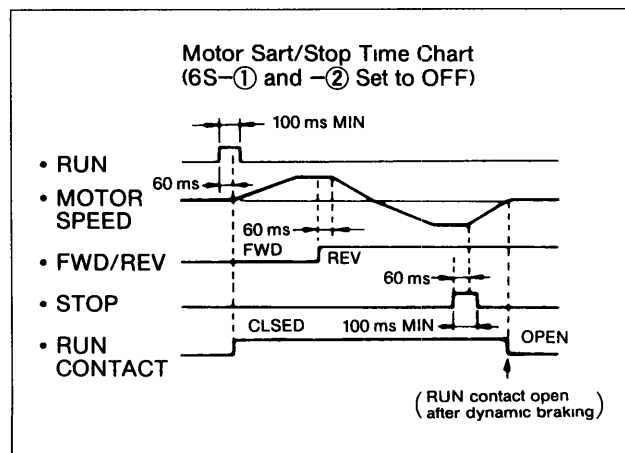 Motor Sart/Stop Time Chart
(6S-① and -② Set to OFF)
100 ms MIN
• RUN
60 ms
• MOTOR
SPEED
60 ms
FWD
REV
• FWD/REV
60 ms
• STOP
CLSED
100 ms MIN
OPEN
• RUN
CONTACT
(RUN contact open
after dynamic braking)